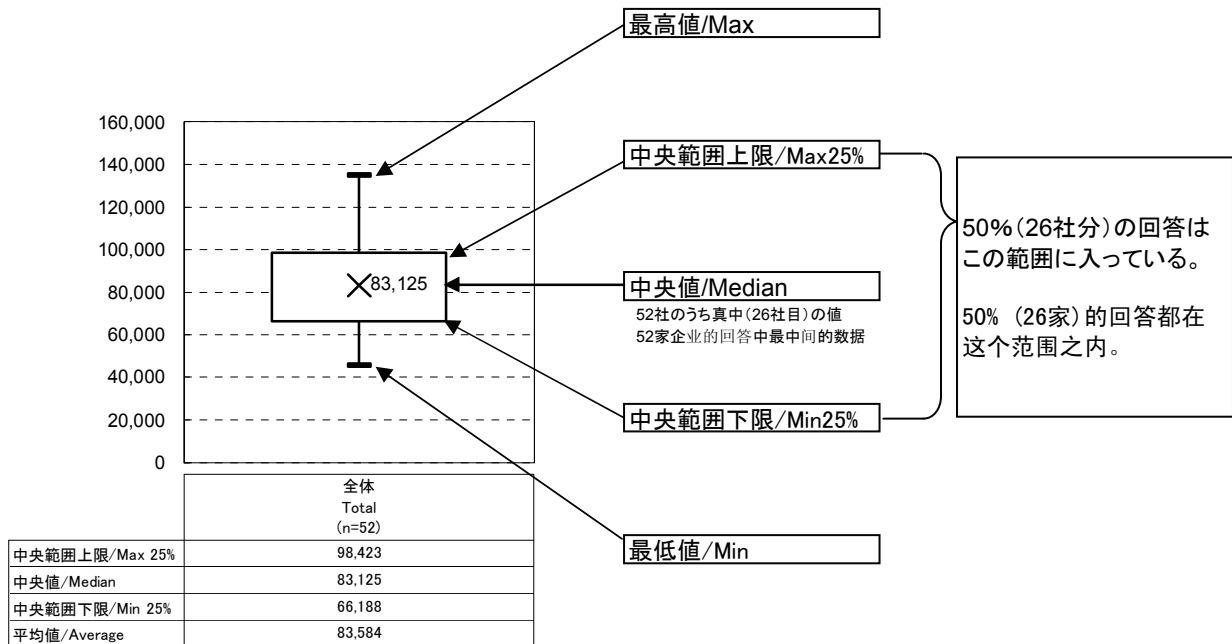 最高値/Max
160,000
140,000
120,000
100,000
80,000
60,000
40,000
20,000
0
83,125
中央範囲上限/Max25%
中央値/Median
52社のうち真中(26社目)の値
52家企业的回答中最中间的数据
中央範囲下限/Min25%
最低値/Min
50%(26社分)の回答は
この範囲に入っている。
50% (26家)的回答都在
这个范围之内。
全体
Total
(n=52)
中央範囲上限/Max 25% 98,423
中央値/Median 83,125
中央範囲下限/Min 25% 66,188
平均値/Average 83,584